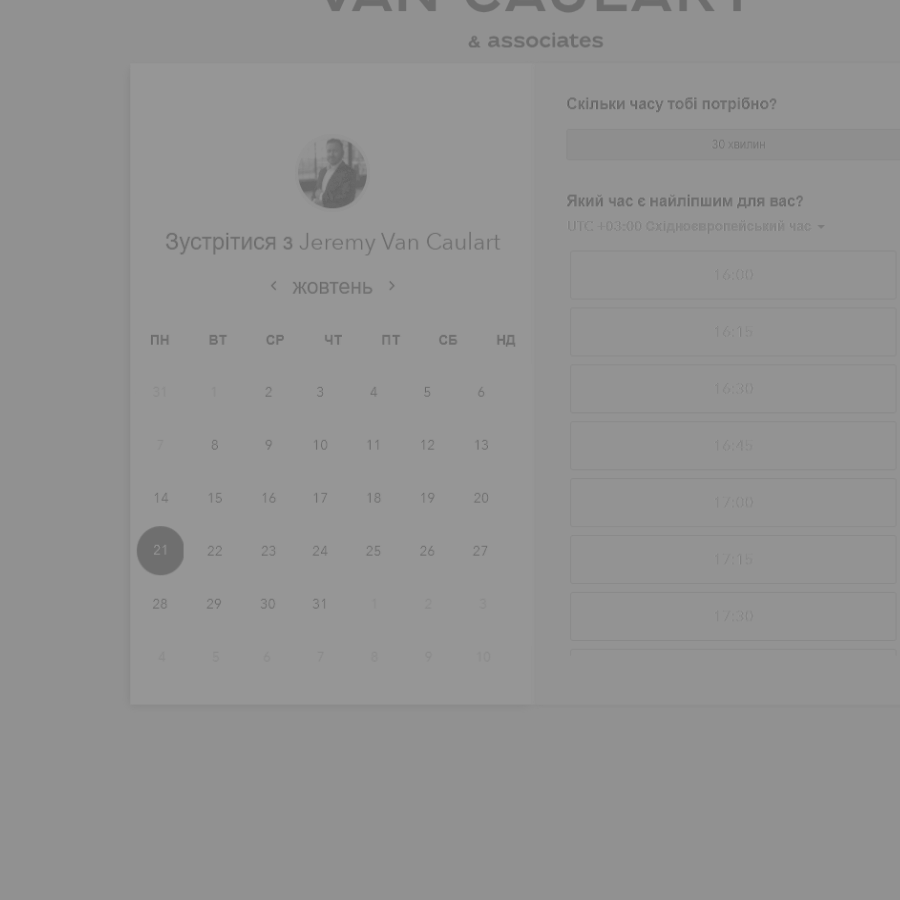 VAN CAULART
& associates
Зустрітися з Jeremy Van Caulart
жовтень
ПН ВТ СР ЧТ ПТ СБ НД
31 1 2 3 4 5 6
7 8 9 10 11 12 13
14 15 16 17 18 19 20
21 22 23 24 25 26 27
28 29 30 31 1 2 3
4 5 6 7 8 9 10
Скільки часу тобі потрібно?
30 хвилин
Який час є найліпшим для вас?
UTC +03:00 Східноєвропейський час
16:00
16:15
16:30
16:45
17:00
17:15
17:30